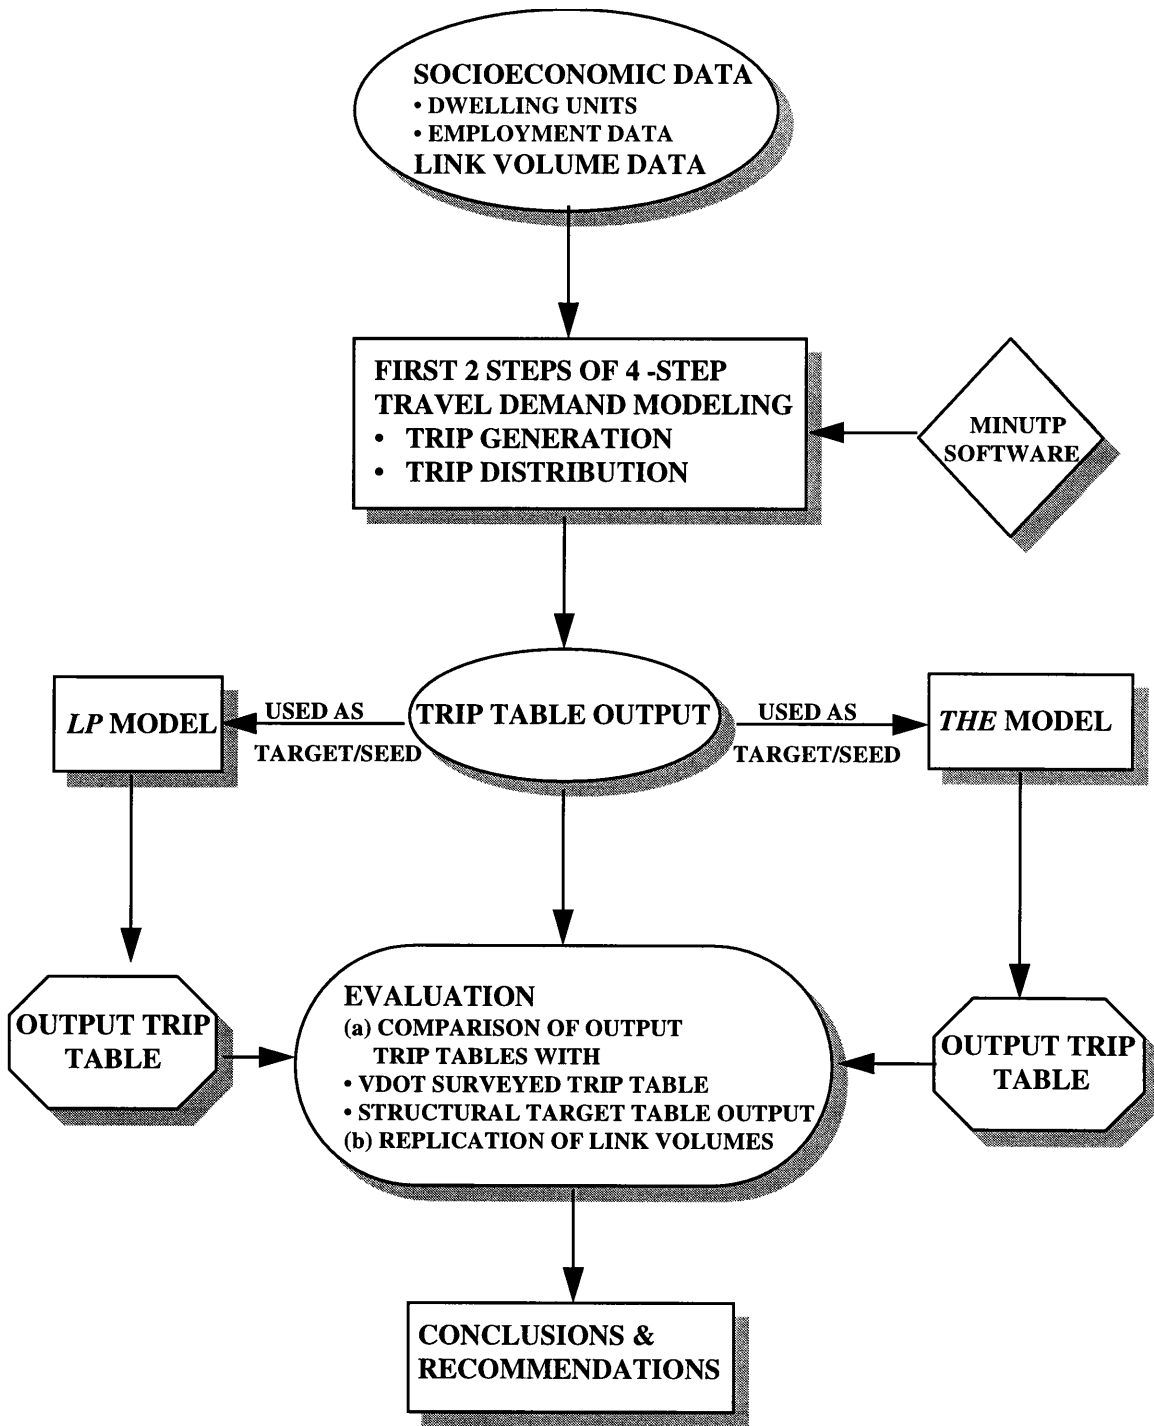 SOCIOECONOMIC DATA
• DWELLING UNITS
• EMPLOYMENT DATA
LINK VOLUME DATA
FIRST 2 STEPS OF 4 -STEP
TRAVEL DEMAND MODELING
• TRIP GENERATION
• TRIP DISTRIBUTION
MINUTP
SOFTWARE
LP MODEL
USED AS
TARGET/SEED
TRIP TABLE OUTPUT
USED AS
TARGET/SEED
THE MODEL
OUTPUT TRIP
TABLE
EVALUATION
(a) COMPARISON OF OUTPUT
TRIP TABLES WITH
• VDOT SURVEYED TRIP TABLE
• STRUCTURAL TARGET TABLE OUTPUT
(b) REPLICATION OF LINK VOLUMES
OUTPUT TRIP
TABLE
CONCLUSIONS &
RECOMMENDATIONS